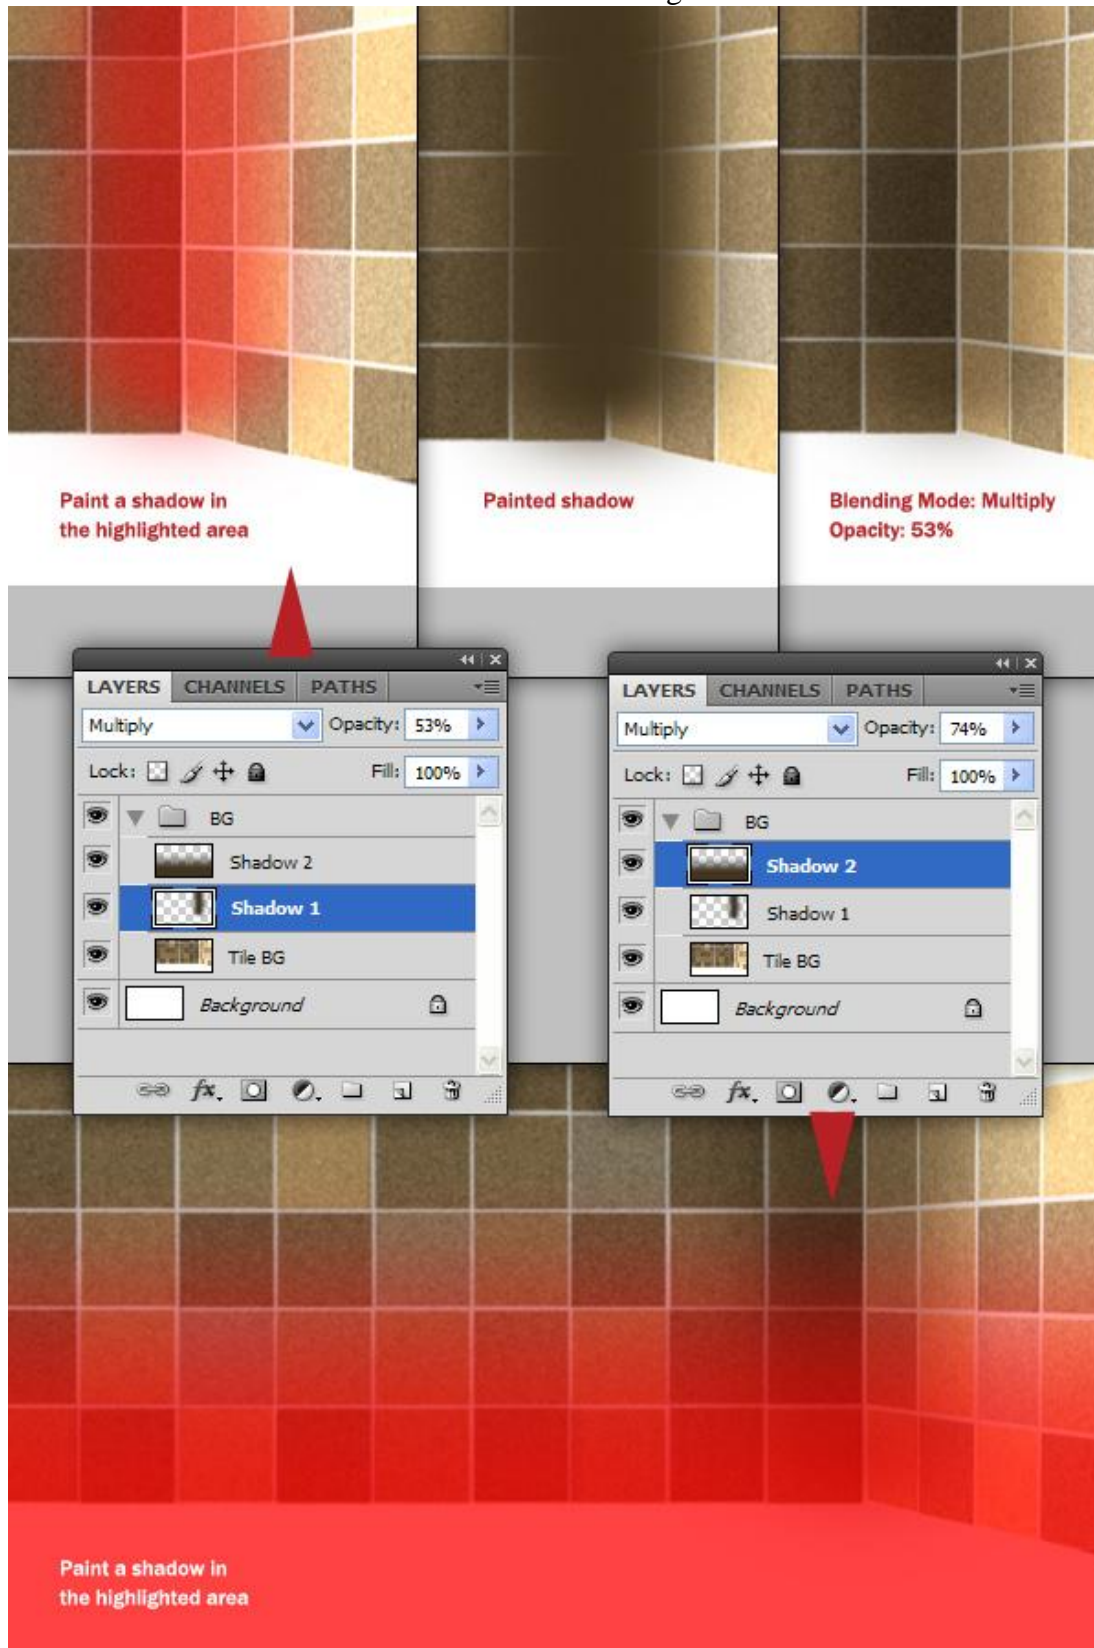 Paint a shadow in
the highlighted area
Painted shadow
Blending Mode: Multiply
Opacity: 53%
LAYERS CHANNELS PATHS
Multiply Opacity: 53%
Lock: Fill: 100%
BG
Shadow 2
Shadow 1
Tile BG
Background
fx.
LAYERS CHANNELS PATHS
Multiply Opacity: 74%
Lock: Fill: 100%
BG
Shadow 2
Shadow 1
Tile BG
Background
fx.
Paint a shadow in
the highlighted area